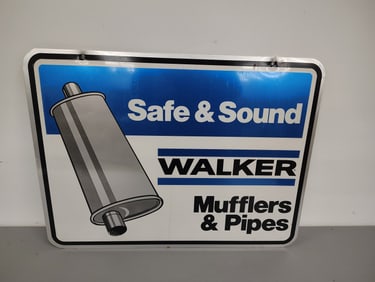 Safe & Sound
WALKER
Mufflers
& Pipes